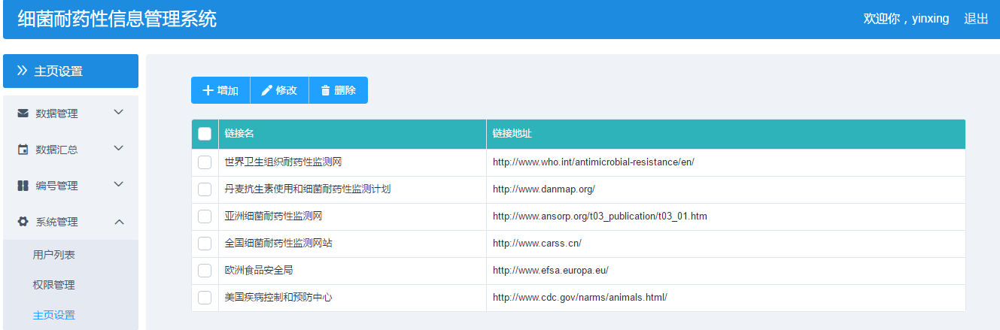 细菌耐药性信息管理系统
欢迎你，yinxing 退出
主页设置
数据管理
数据汇总
编号管理
系统管理
用户列表
权限管理
主页设置
增加 修改 删除
链接名 链接地址
世界卫生组织耐药性监测网 http://www.who.int/antimicrobial-resistance/en/
丹麦抗生素使用和细菌耐药性监测计划 http://www.danmap.org/
亚洲细菌耐药性监测网 http://www.ansorp.org/t03_publication/t03_01.htm
全国细菌耐药性监测网站 http://www.carss.cn/
欧洲食品安全局 http://www.efsa.europa.eu/
美国疾病控制和预防中心 http://www.cdc.gov/narms/animals.html/